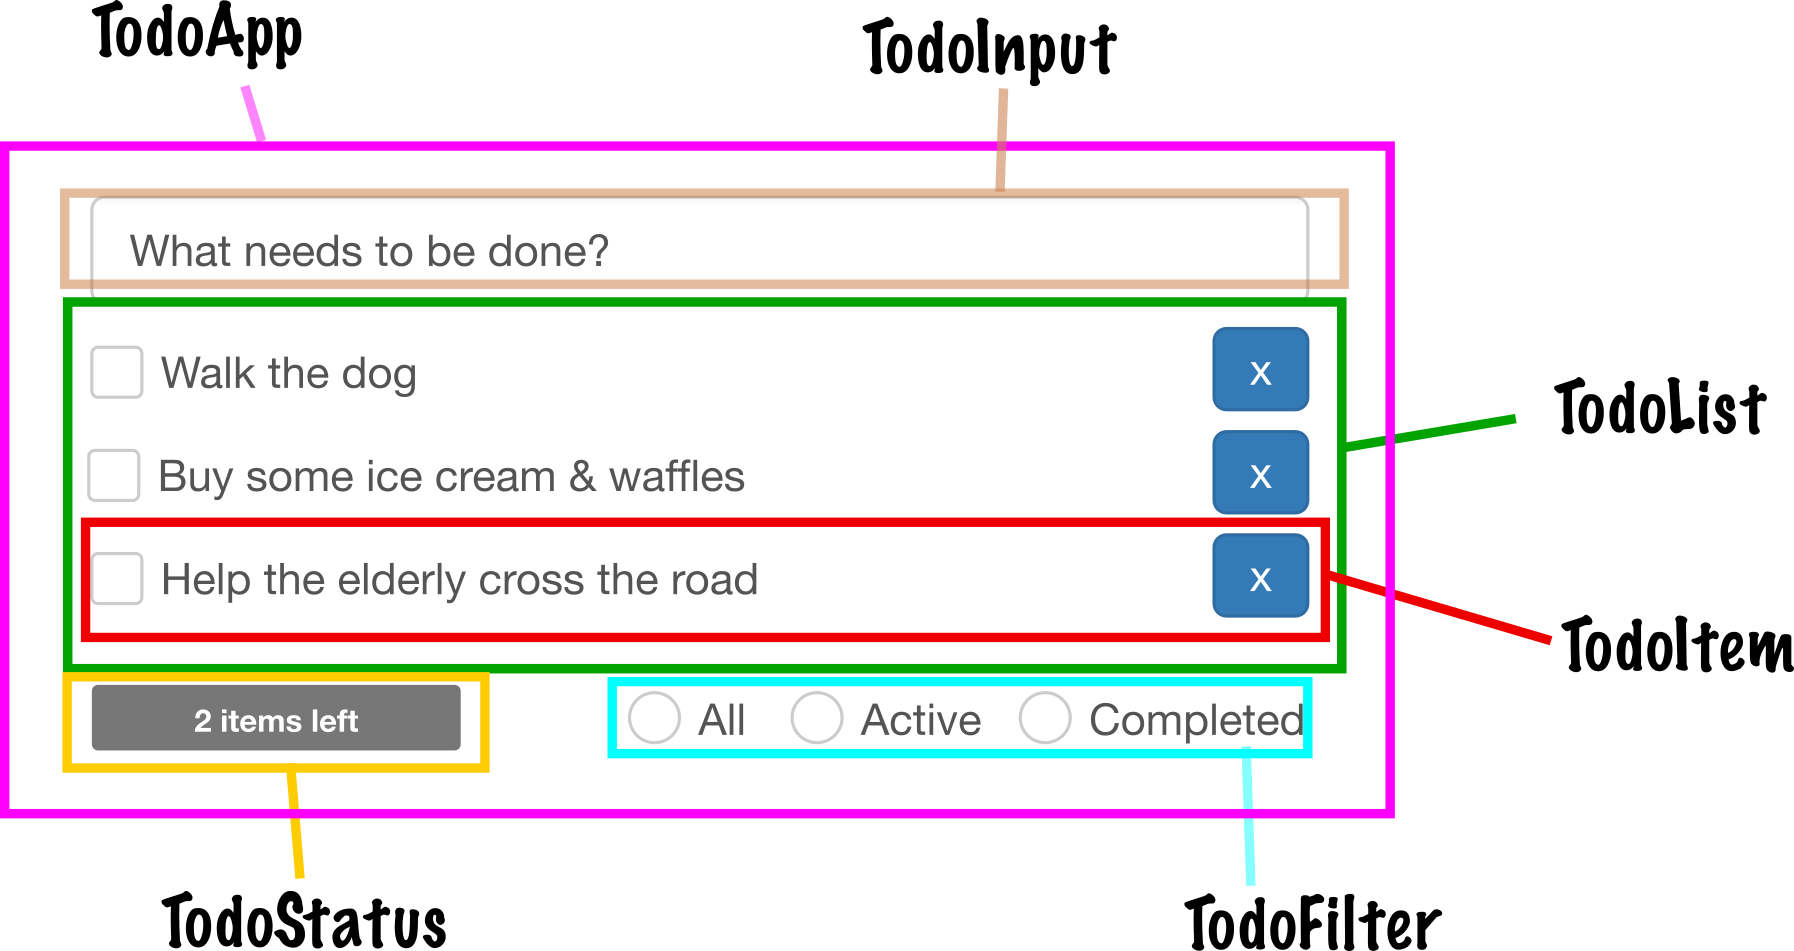 TodoApp
TodoInput
What needs to be done?
Walk the dog
x
Buy some ice cream & waffles
x
Help the elderly cross the road
x
TodoList
TodoItem
2 items left
All
Active
Completed
TodoStatus
TodoFilter